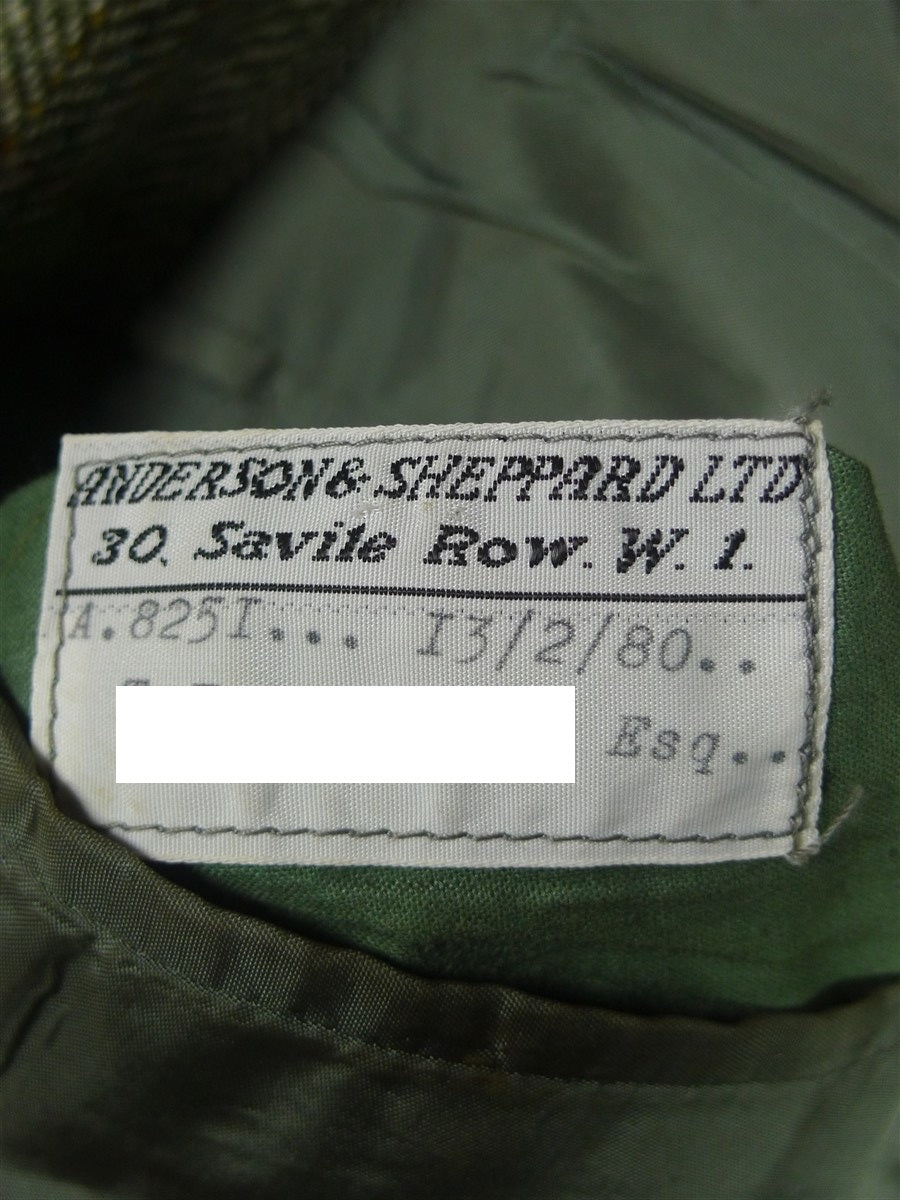 ANDERSON & SHEPPARD LTD
30, Savile Row. W. 1.
A.825I... I3/2/80..
Esq..